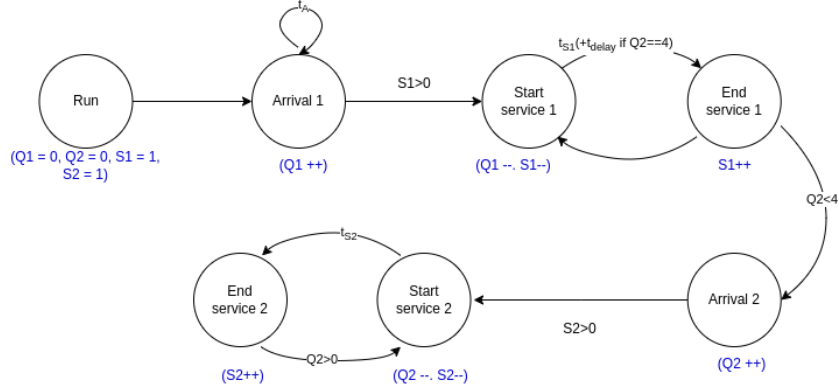 t_A
t_S1(+t_delay if Q2==4)
Run
Arrival 1
S1>0
Start
service 1
End
service 1
(Q1 = 0, Q2 = 0, S1 = 1,
S2 = 1)
(Q1 ++)
(Q1 --. S1--)
S1++
Q2<4
t_S2
End
service 2
Start
service 2
Arrival 2
S2>0
Q2>0
(S2++)
(Q2 --. S2--)
(Q2 ++)